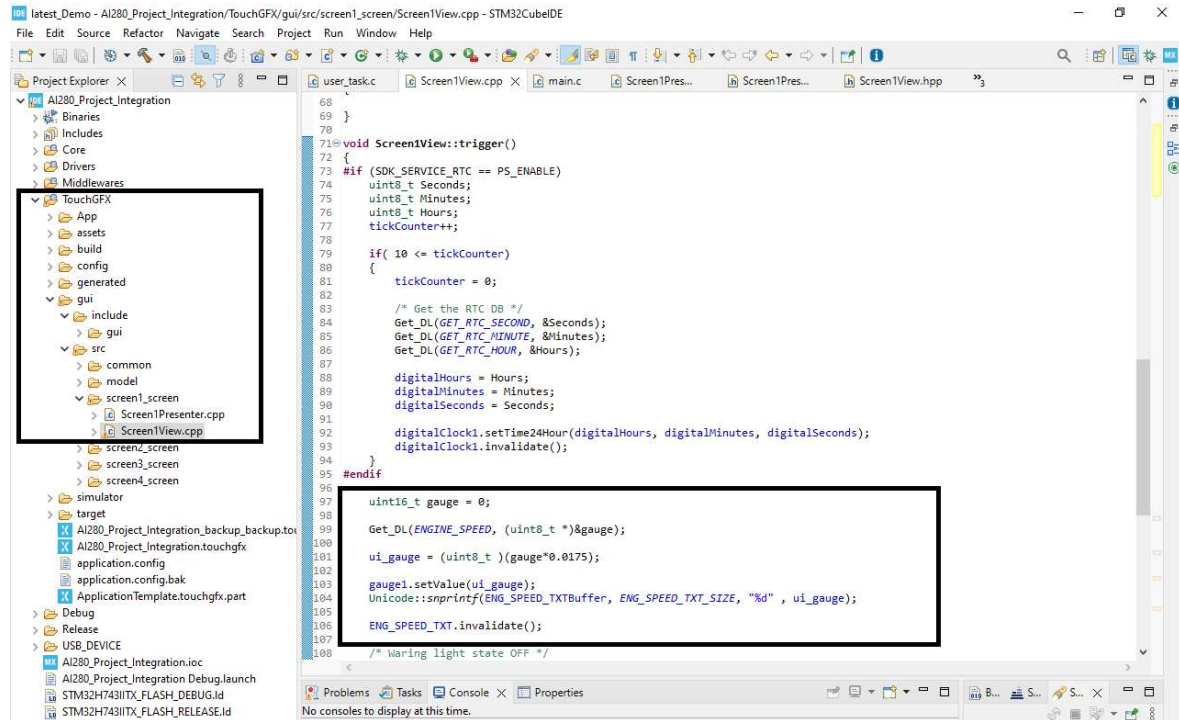 IDE latest_Demo - AI280_Project_Integration/TouchGFX/gui/src/screen1_screen/Screen1View.cpp - STM32CubeIDE
File Edit Source Refactor Navigate Search Project Run Window Help
Project Explorer
user_task.c Screen1View.cpp main.c Screen1Pres... Screen1Pres... Screen1View.hpp »3
AI280_Project_Integration
Binaries
Includes
Core
Drivers
Middlewares
TouchGFX
App
assets
build
config
generated
gui
include
gui
src
common
model
screen1_screen
Screen1Presenter.cpp
Screen1View.cpp
screen2_screen
screen3_screen
screen4_screen
simulator
target
AI280_Project_Integration_backup_backup.tou
AI280_Project_Integration.touchgfx
application.config
application.config.bak
ApplicationTemplate.touchgfx.part
Debug
Release
USB_DEVICE
AI280_Project_Integration.ioc
AI280_Project_Integration Debug.launch
STM32H743IITX_FLASH_DEBUG.ld
STM32H743IITX_FLASH_RELEASE.ld
68
69 }
70
71 void Screen1View::trigger()
72 {
73 #if (SDK_SERVICE_RTC == PS_ENABLE)
74 uint8_t Seconds;
75 uint8_t Minutes;
76 uint8_t Hours;
77 tickCounter++;
78
79 if( 10 <= tickCounter)
80 {
81 tickCounter = 0;
82
83 /* Get the RTC DB */
84 Get_DL(GET_RTC_SECOND, &Seconds);
85 Get_DL(GET_RTC_MINUTE, &Minutes);
86 Get_DL(GET_RTC_HOUR, &Hours);
87
88 digitalHours = Hours;
89 digitalMinutes = Minutes;
90 digitalSeconds = Seconds;
91
92 digitalClock1.setTime24Hour(digitalHours, digitalMinutes, digitalSeconds);
93 digitalClock1.invalidate();
94 }
95 #endif
96
97 uint16_t gauge = 0;
98
99 Get_DL(ENGINE_SPEED, (uint8_t *)&gauge);
100
101 ui_gauge = (uint8_t )(gauge*0.0175);
102
103 gauge1.setValue(ui_gauge);
104 Unicode::snprintf(ENG_SPEED_TXTBuffer, ENG_SPEED_TXT_SIZE, "%d" , ui_gauge);
105
106 ENG_SPEED_TXT.invalidate();
107
108 /* Waring light state OFF */
Problems Tasks Console Properties
B... S... S...
No consoles to display at this time.